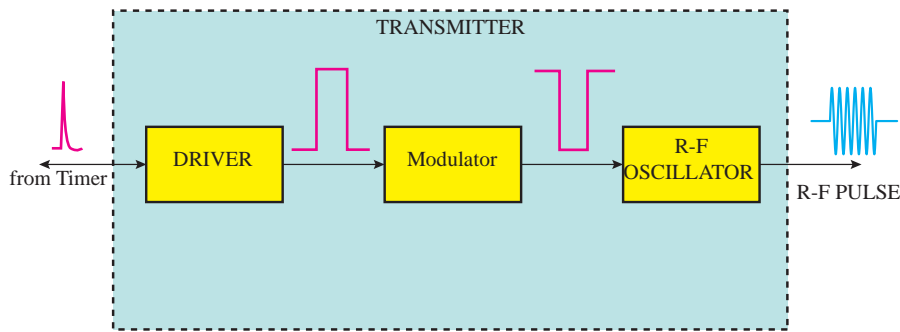 TRANSMITTER
DRIVER
Modulator
R-F
OSCILLATOR
from Timer
R-F PULSE